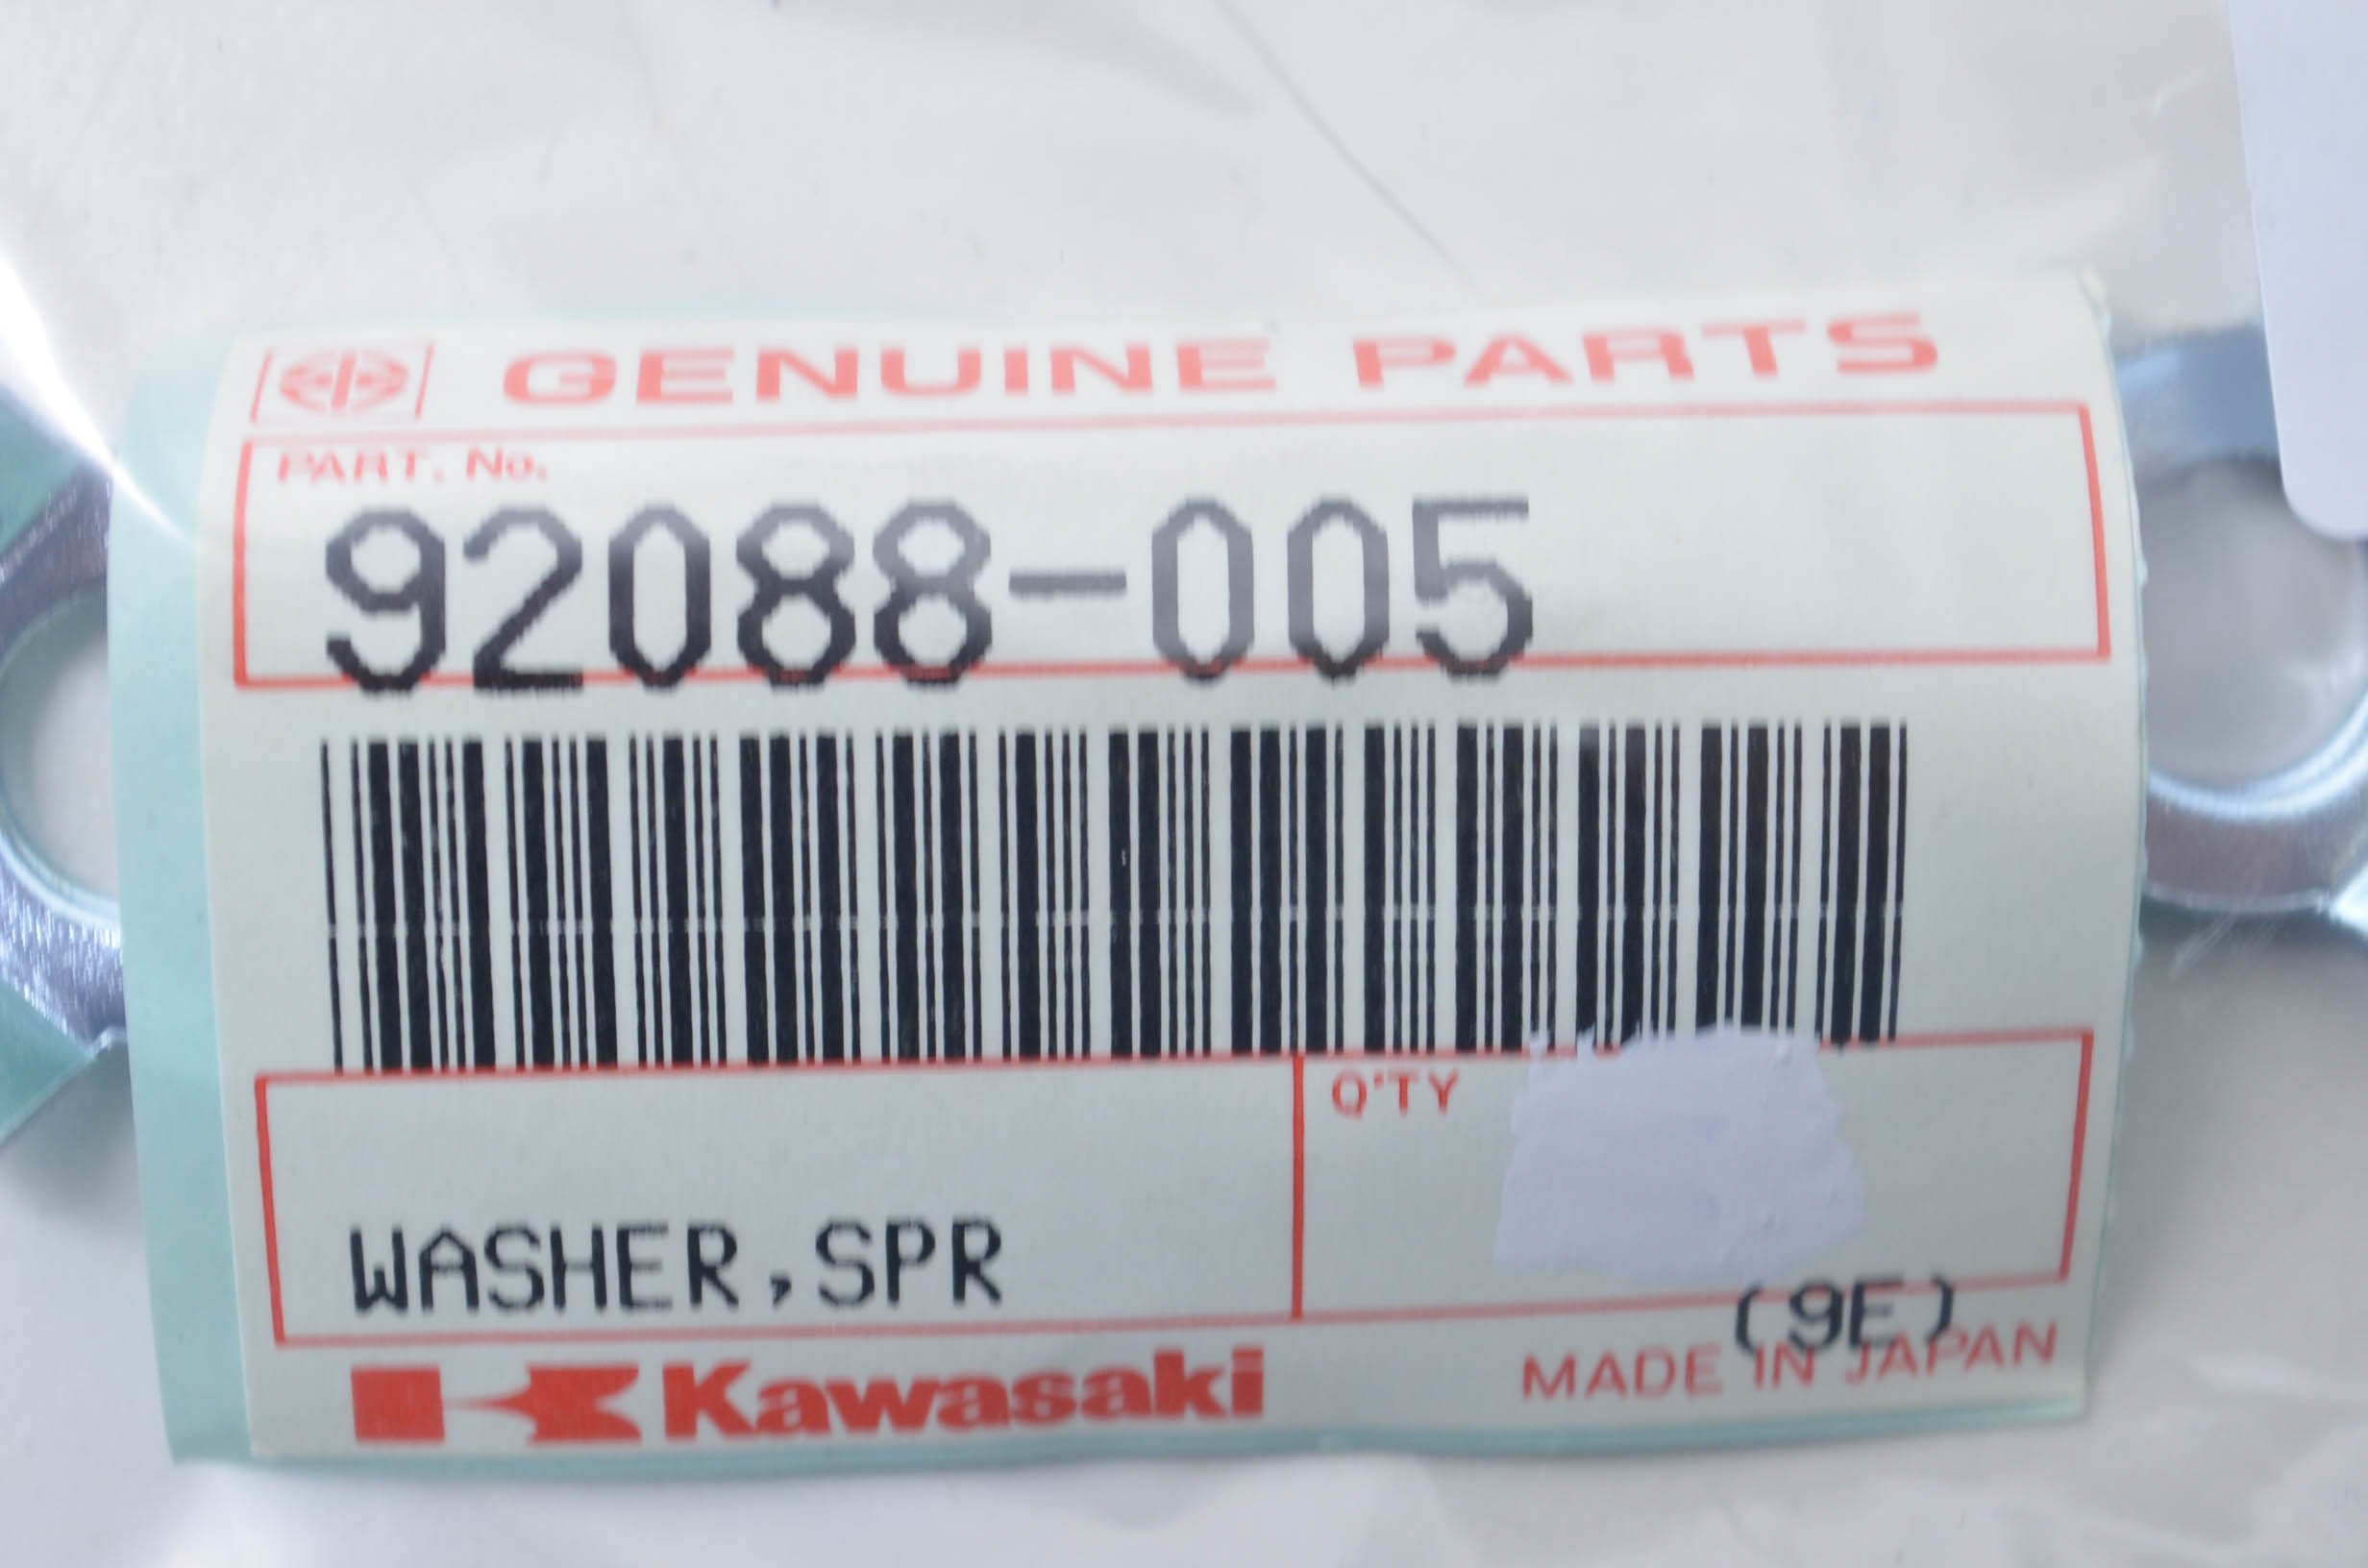 GENUINE PARTS
PART. No.
92088-005
Q'TY
WASHER,SPR
(9E)
Kawasaki
MADE IN JAPAN